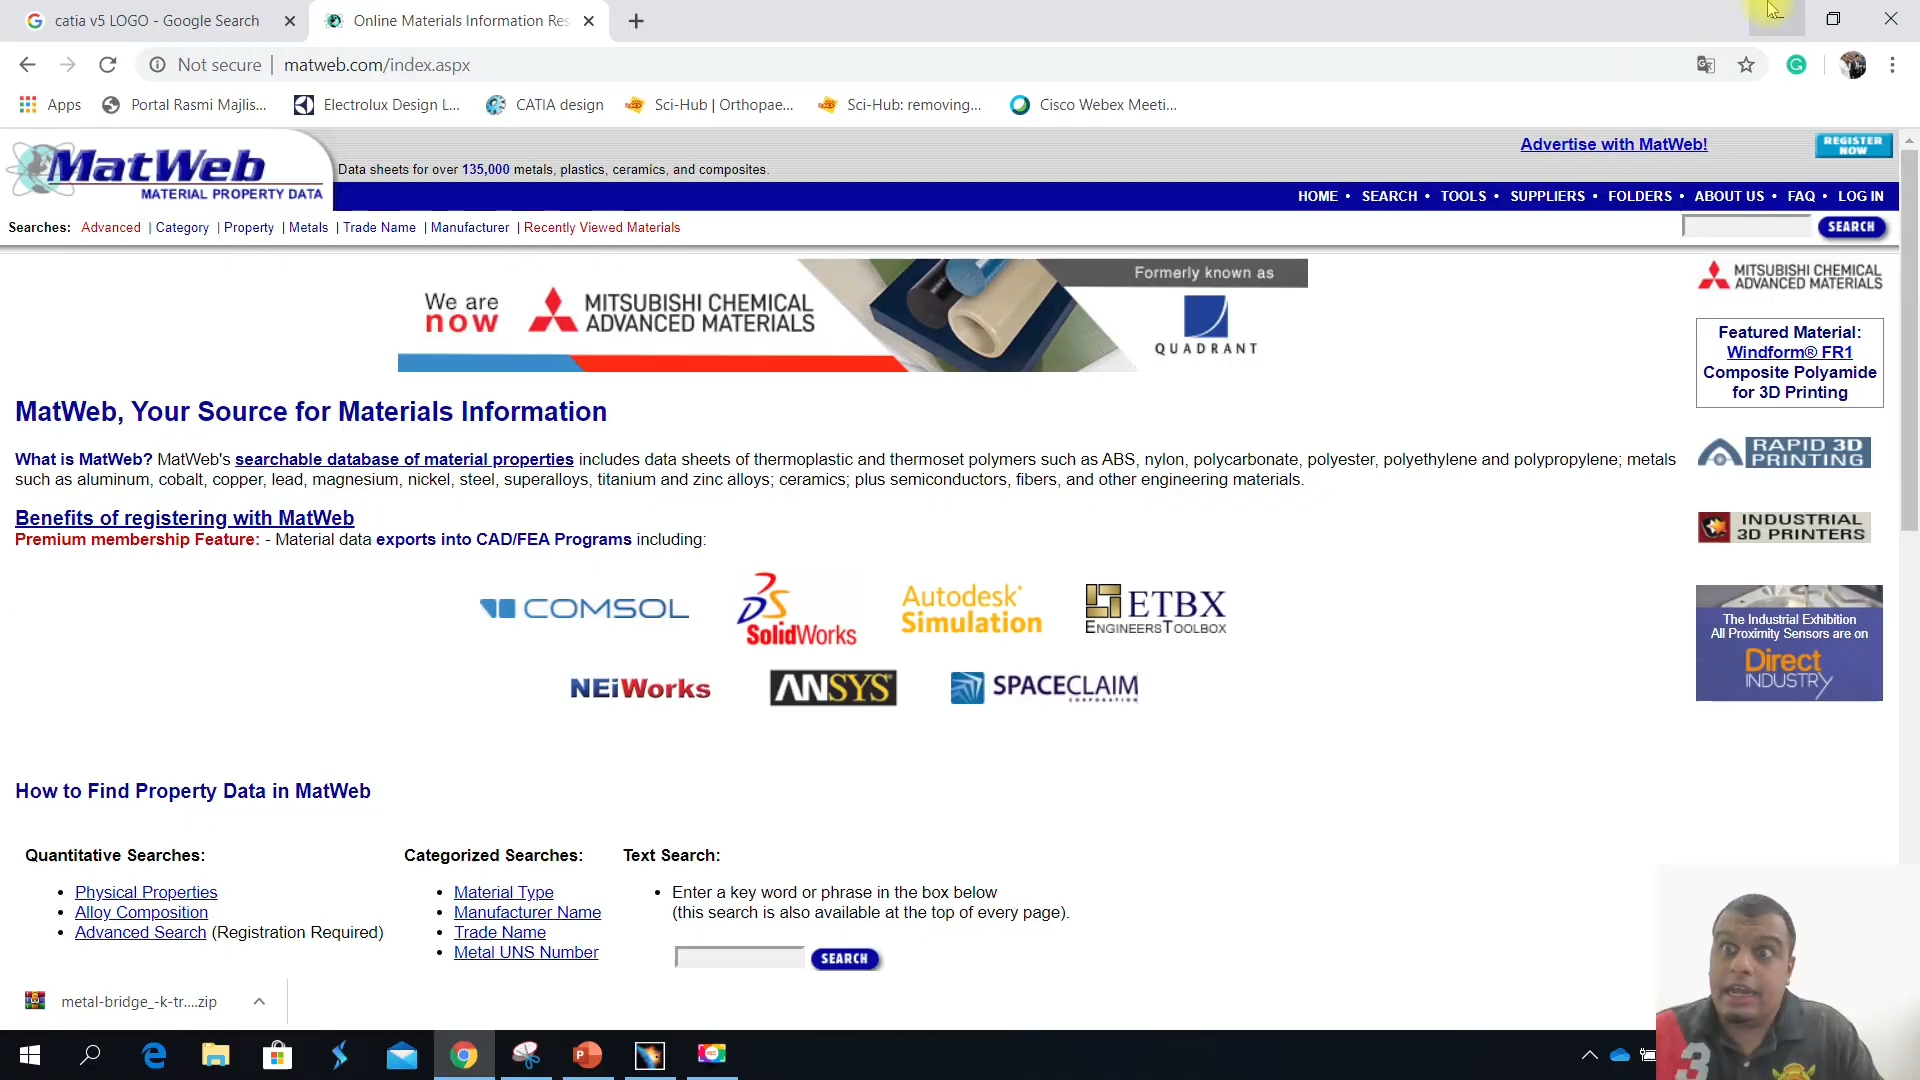 catia v5 LOGO - Google Search
Online Materials Information Res
Not secure
matweb.com/index.aspx
Apps
Portal Rasmi Majlis...
Electrolux Design L...
CATIA design
Sci-Hub | Orthopae...
Sci-Hub: removing...
Cisco Webex Meeti...
MatWeb
MATERIAL PROPERTY DATA
Data sheets for over 135,000 metals, plastics, ceramics, and composites.
Advertise with MatWeb!
REGISTER
NOW
HOME • SEARCH • TOOLS • SUPPLIERS • FOLDERS • ABOUT US • FAQ • LOG IN
Searches: Advanced | Category | Property | Metals | Trade Name | Manufacturer | Recently Viewed Materials
SEARCH
We are
now
MITSUBISHI CHEMICAL
ADVANCED MATERIALS
Formerly known as
QUADRANT
MITSUBISHI CHEMICAL
ADVANCED MATERIALS
Featured Material:
Windform® FR1
Composite Polyamide
for 3D Printing
RAPID 3D
PRINTING
INDUSTRIAL
3D PRINTERS
The Industrial Exhibition
All Proximity Sensors are on
Direct
INDUSTRY
MatWeb, Your Source for Materials Information
What is MatWeb? MatWeb's searchable database of material properties includes data sheets of thermoplastic and thermoset polymers such as ABS, nylon, polycarbonate, polyester, polyethylene and polypropylene; metals
such as aluminum, cobalt, copper, lead, magnesium, nickel, steel, superalloys, titanium and zinc alloys; ceramics; plus semiconductors, fibers, and other engineering materials.
Benefits of registering with MatWeb
Premium membership Feature: - Material data exports into CAD/FEA Programs including:
COMSOL
SolidWorks
Autodesk®
Simulation
ETBX
ENGINEERSTOOLBOX
NEiWorks
ANSYS
SPACECLAIM
CORPORATION
How to Find Property Data in MatWeb
Quantitative Searches:
• Physical Properties
• Alloy Composition
• Advanced Search (Registration Required)
Categorized Searches:
• Material Type
• Manufacturer Name
• Trade Name
• Metal UNS Number
Text Search:
• Enter a key word or phrase in the box below
(this search is also available at the top of every page).
SEARCH
metal-bridge_-k-tr....zip
3